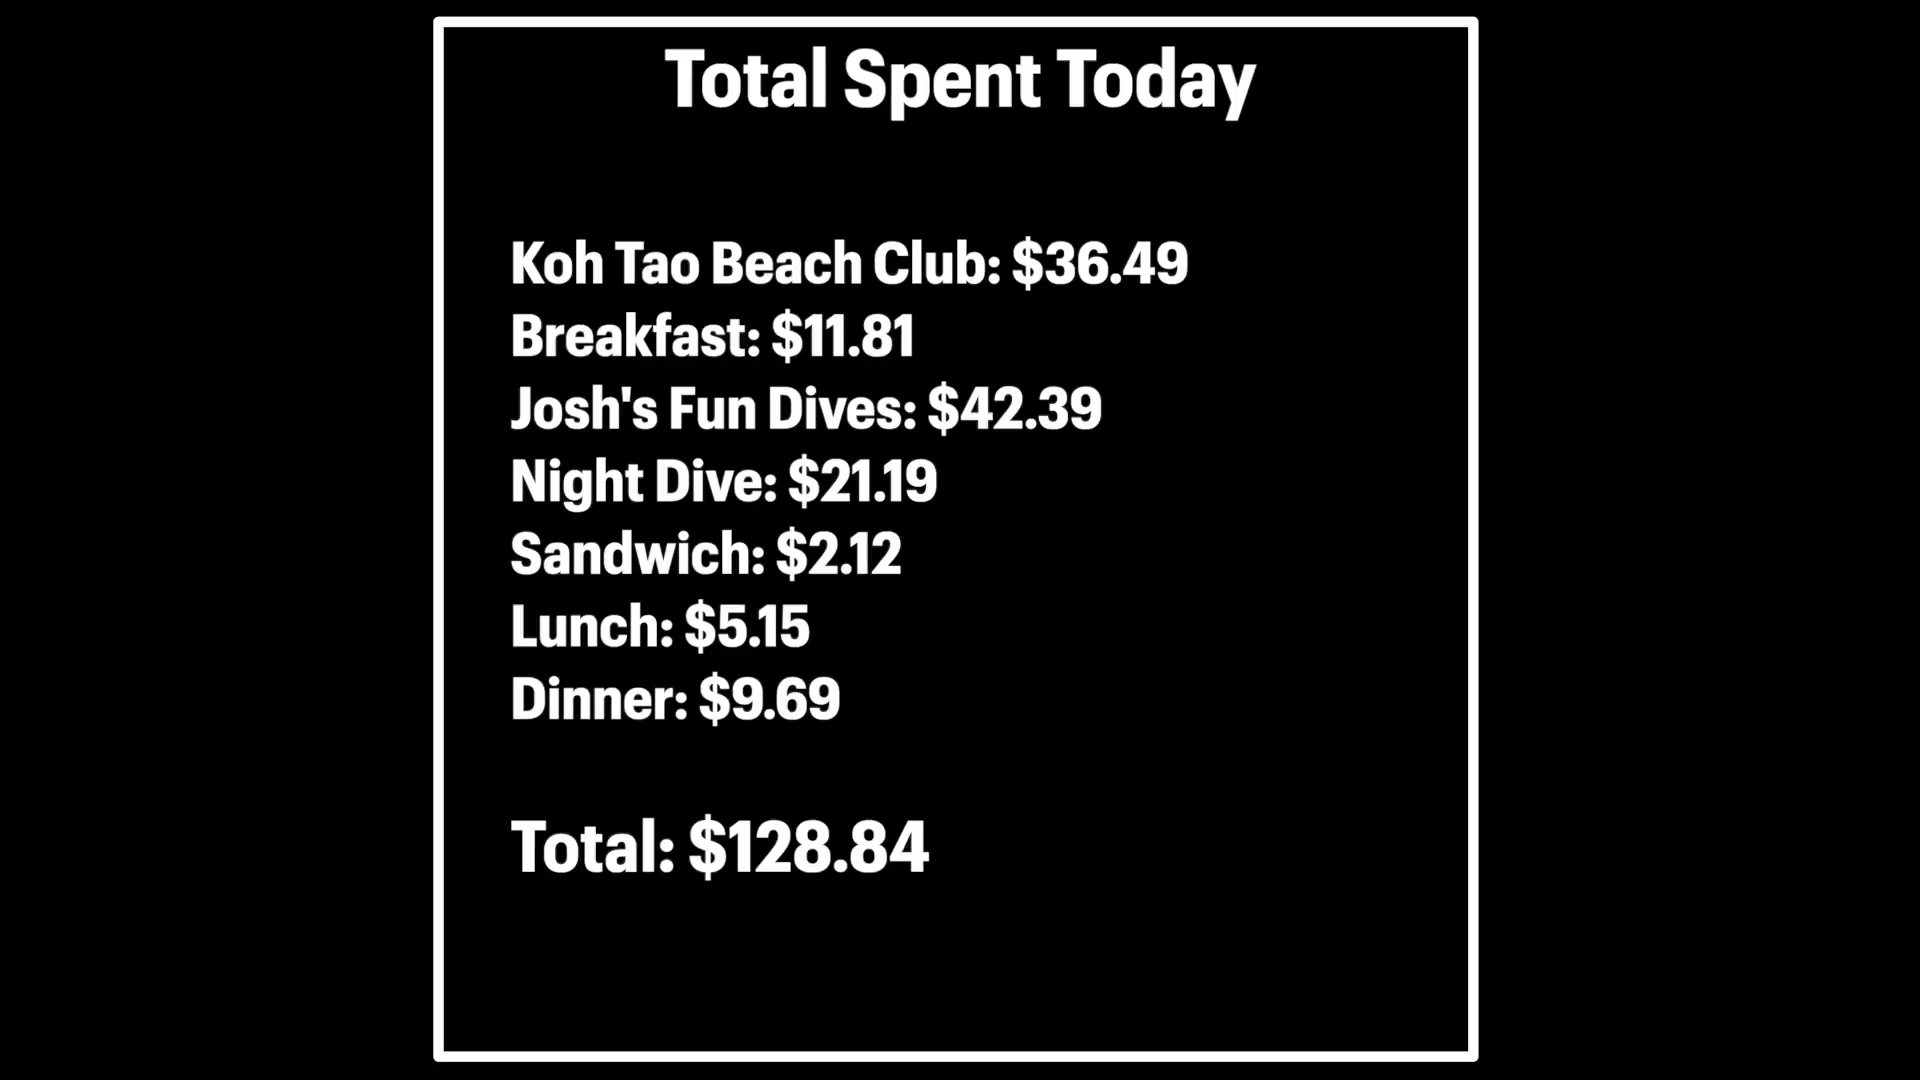 Total Spent Today
Koh Tao Beach Club: $36.49
Breakfast: $11.81
Josh's Fun Dives: $42.39
Night Dive: $21.19
Sandwich: $2.12
Lunch: $5.15
Dinner: $9.69
Total: $128.84